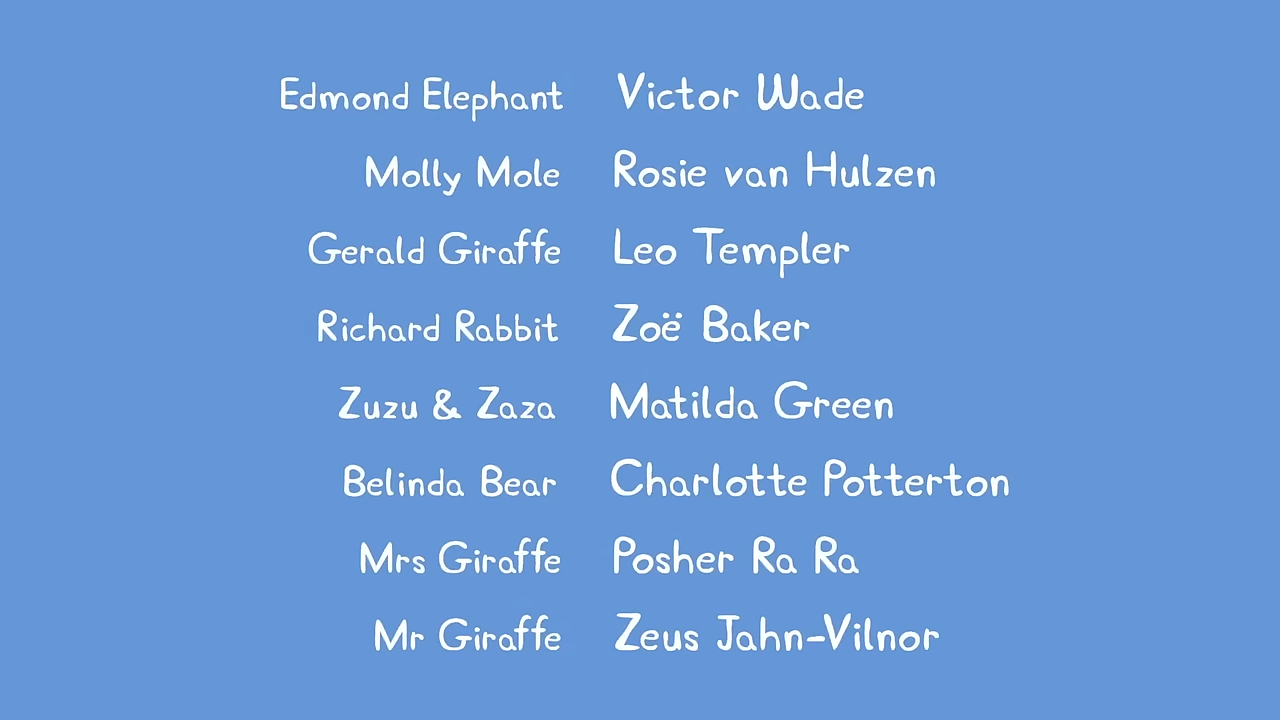 Edmond Elephant Victor Wade
Molly Mole Rosie van Hulzen
Gerald Giraffe Leo Templer
Richard Rabbit Zoë Baker
Zuzu & Zaza Matilda Green
Belinda Bear Charlotte Potterton
Mrs Giraffe Posher Ra Ra
Mr Giraffe Zeus Jahn-Vilnor